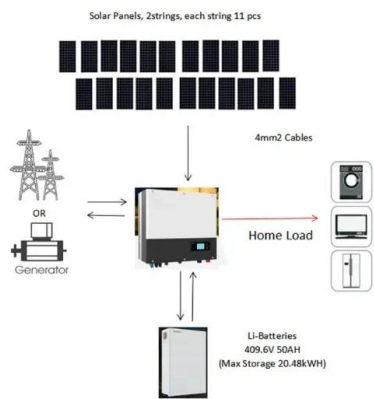 Solar Panels, 2strings, each string 11 pcs
4mm2 Cables
OR
Generator
Home Load
Li-Batteries
409.6V 50AH
(Max Storage 20.48kWH)